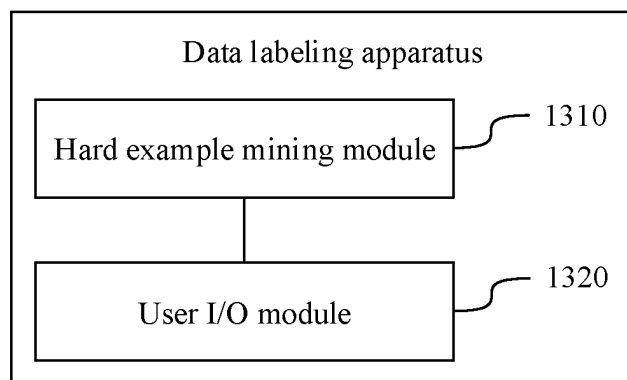 Data labeling apparatus
1310
Hard example mining module
1320
User I/O module